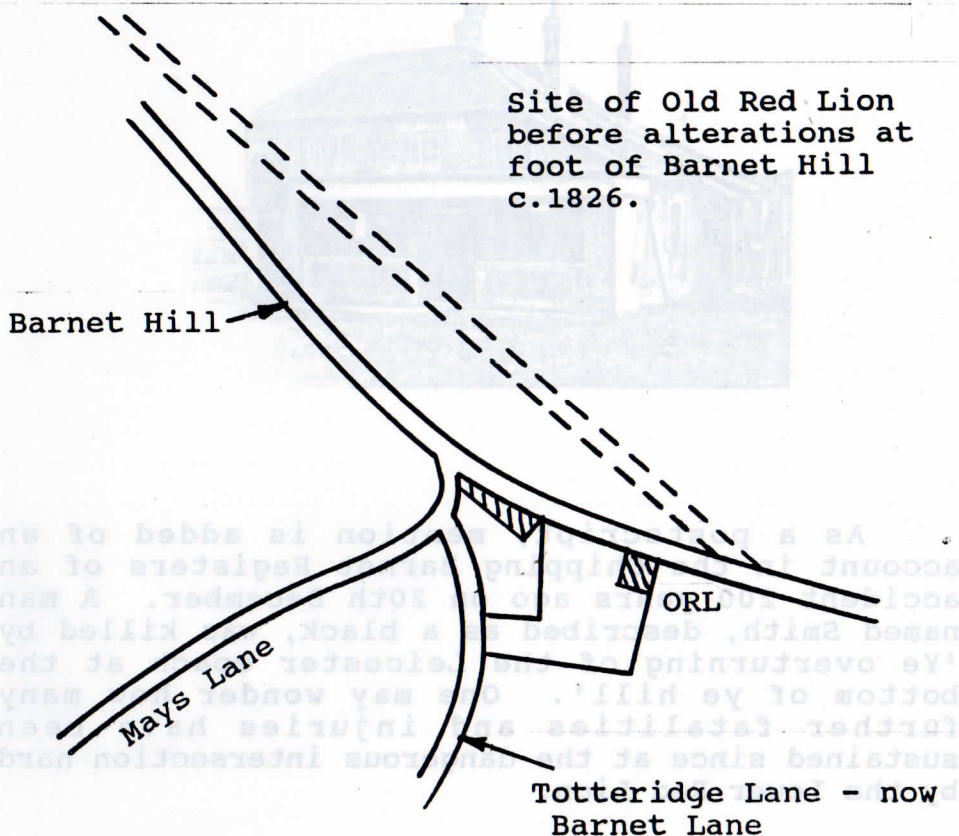 Site of Old Red Lion
before alterations at
foot of Barnet Hill
c.1826.
Barnet Hill
ORL
Mays Lane
Totteridge Lane - now
Barnet Lane
As a postscript, mention is added of an
account in the Chipping Barnet Registers of an
accident 200 years ago on 20th December. A man
named Smith, described as a black, was killed by
'Ye overturning of the Leicester coach at the
bottom of ye hill'. One may wonder how many
further fatalities and injuries have been
sustained since at the dangerous intersection hard
by the